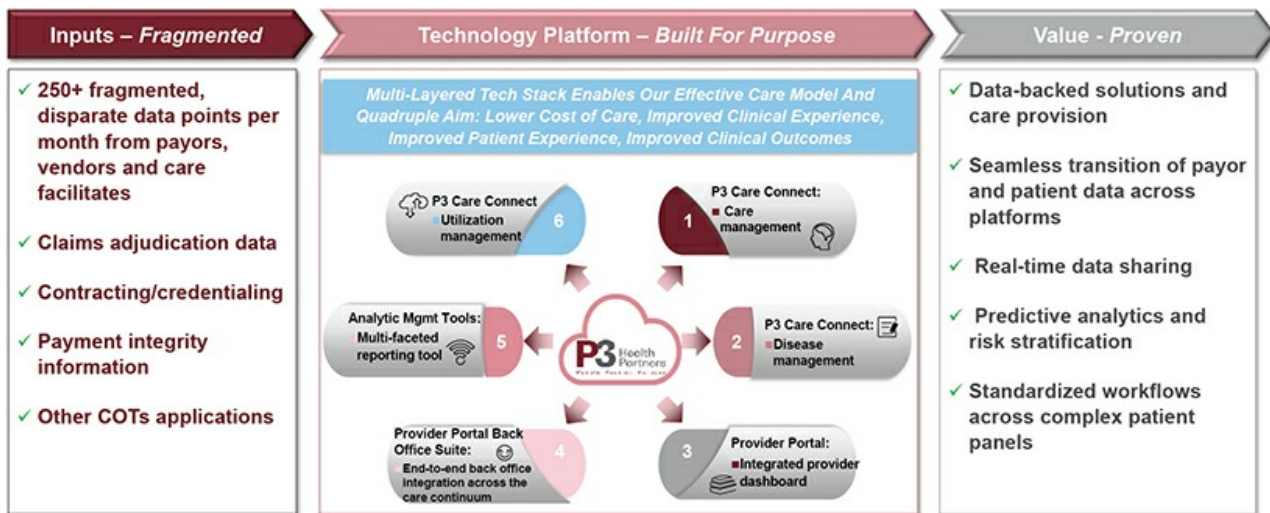 Inputs – Fragmented
Technology Platform – Built For Purpose
Value - Proven
250+ fragmented,
disparate data points per
month from payors,
vendors and care
facilitates
Claims adjudication data
Contracting/credentialing
Payment integrity
information
Other COTs applications
Multi-Layered Tech Stack Enables Our Effective Care Model And
Quadruple Aim: Lower Cost of Care, Improved Clinical Experience,
Improved Patient Experience, Improved Clinical Outcomes
P3 Care Connect
Utilization
management
6
1
P3 Care Connect:
Care
management
Analytic Mgmt Tools:
Multi-faceted
reporting tool
5
P3 Health
Partners
People. Passion. Purpose.
2
P3 Care Connect:
Disease
management
Provider Portal Back
Office Suite:
End-to-end back office
integration across the
care continuum
4
3
Provider Portal:
Integrated provider
dashboard
Data-backed solutions and
care provision
Seamless transition of payor
and patient data across
platforms
Real-time data sharing
Predictive analytics and
risk stratification
Standardized workflows
across complex patient
panels